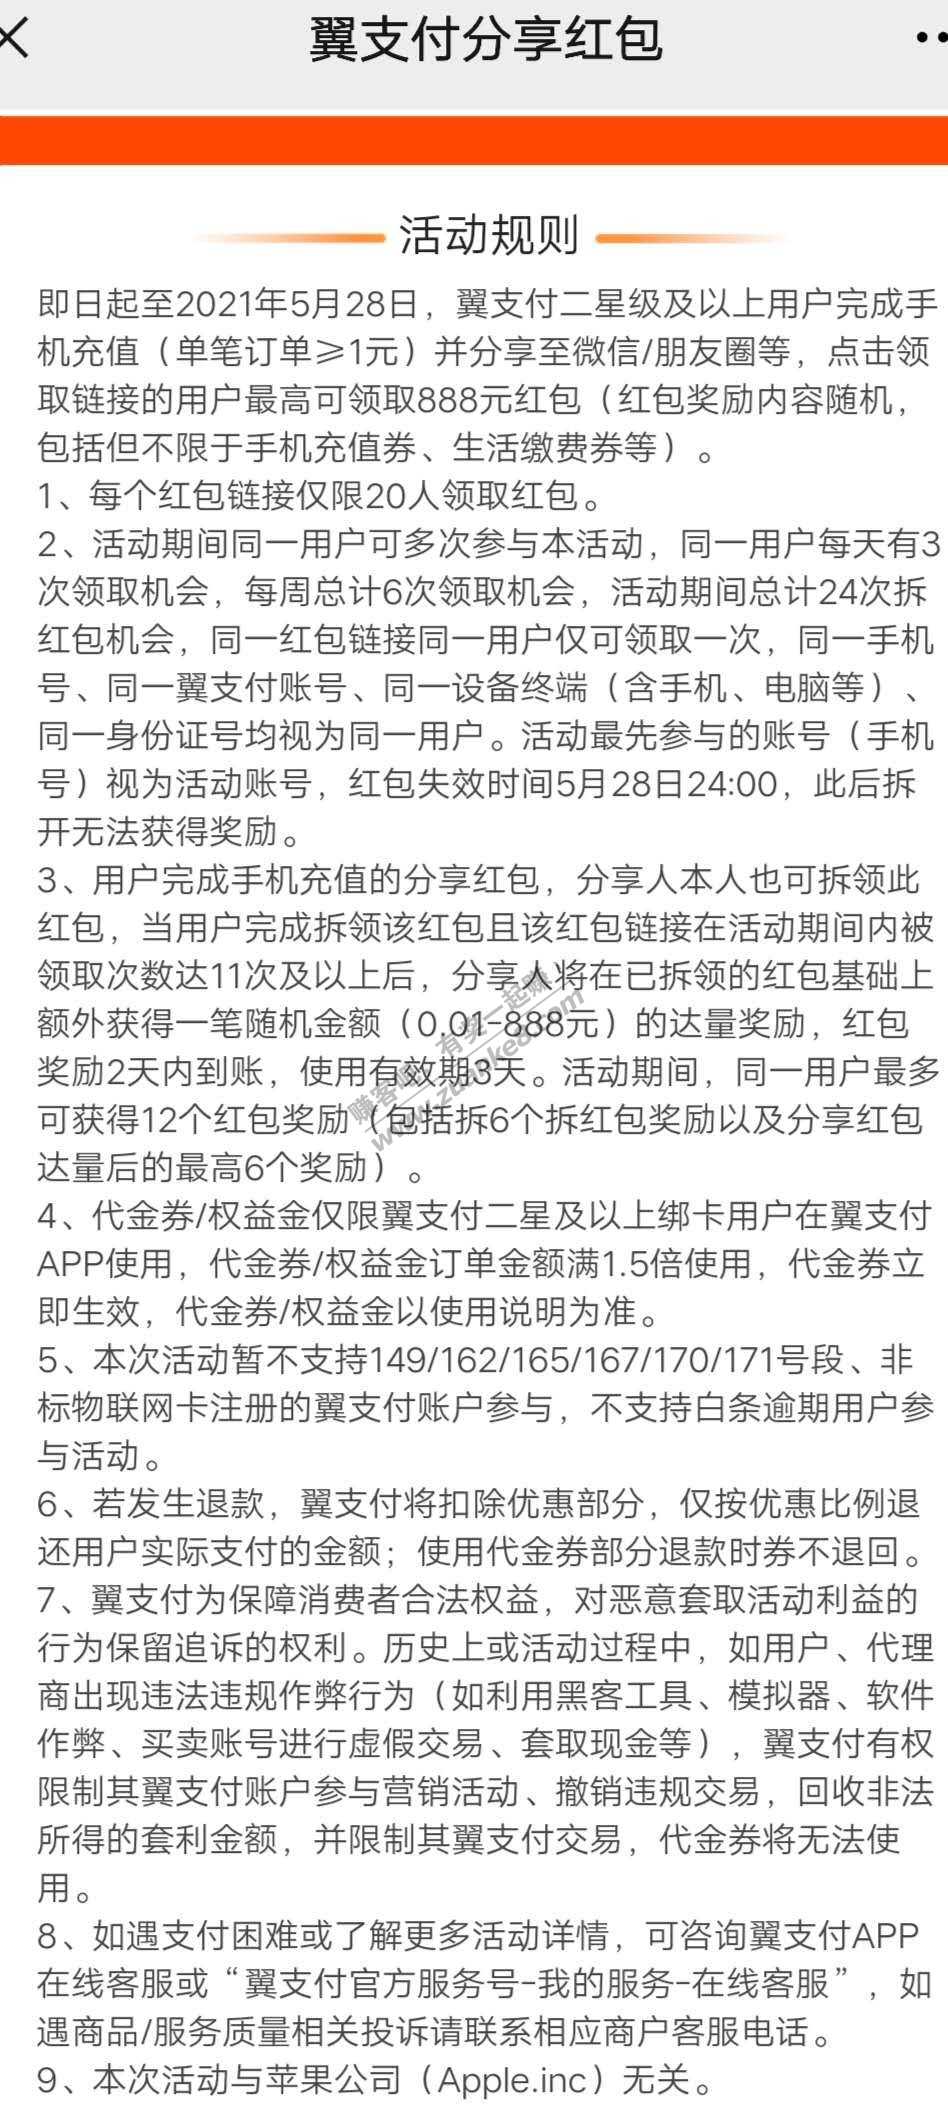 翼支付分享红包
活动规则
即日起至2021年5月28日，翼支付二星级及以上用户完成手
机充值（单笔订单≥1元）并分享至微信/朋友圈等，点击领
取链接的用户最高可领取888元红包（红包奖励内容随机，
包括但不限于手机充值券、生活缴费券等）。
1、每个红包链接仅限20人领取红包。
2、活动期间同一用户可多次参与本活动，同一用户每天有3
次领取机会，每周总计6次领取机会，活动期间总计24次拆
红包机会，同一红包链接同一用户仅可领取一次，同一手机
号、同一翼支付账号、同一设备终端（含手机、电脑等）、
同一身份证号均视为同一用户。活动最先参与的账号（手机
号）视为活动账号，红包失效时间5月28日24:00，此后拆
开无法获得奖励。
3、用户完成手机充值的分享红包，分享人本人也可拆领此
红包，当用户完成拆领该红包且该红包链接在活动期间内被
领取次数达11次及以上后，分享人将在已拆领的红包基础上
额外获得一笔随机金额（0.01-888元）的达量奖励，红包
奖励2天内到账，使用有效期3天。活动期间，同一用户最多
可获得12个红包奖励（包括拆6个拆红包奖励以及分享红包
达量后的最高6个奖励）。
4、代金券/权益金仅限翼支付二星及以上绑卡用户在翼支付
APP使用，代金券/权益金订单金额满1.5倍使用，代金券立
即生效，代金券/权益金以使用说明为准。
5、本次活动暂不支持149/162/165/167/170/171号段、非
标物联网卡注册的翼支付账户参与，不支持白条逾期用户参
与活动。
6、若发生退款，翼支付将扣除优惠部分，仅按优惠比例退
还用户实际支付的金额；使用代金券部分退款时券不退回。
7、翼支付为保障消费者合法权益，对恶意套取活动利益的
行为保留追诉的权利。历史上或活动过程中，如用户、代理
商出现违法违规作弊行为（如利用黑客工具、模拟器、软件
作弊、买卖账号进行虚假交易、套取现金等），翼支付有权
限制其翼支付账户参与营销活动、撤销违规交易，回收非法
所得的套利金额，并限制其翼支付交易，代金券将无法使
用。
8、如遇支付困难或了解更多活动详情，可咨询翼支付APP
在线客服或“翼支付官方服务号-我的服务-在线客服”，如
遇商品/服务质量相关投诉请联系相应商户客服电话。
9、本次活动与苹果公司（Apple.inc）无关。
赚客吧 有奖一起赚
www.zuanke8.com